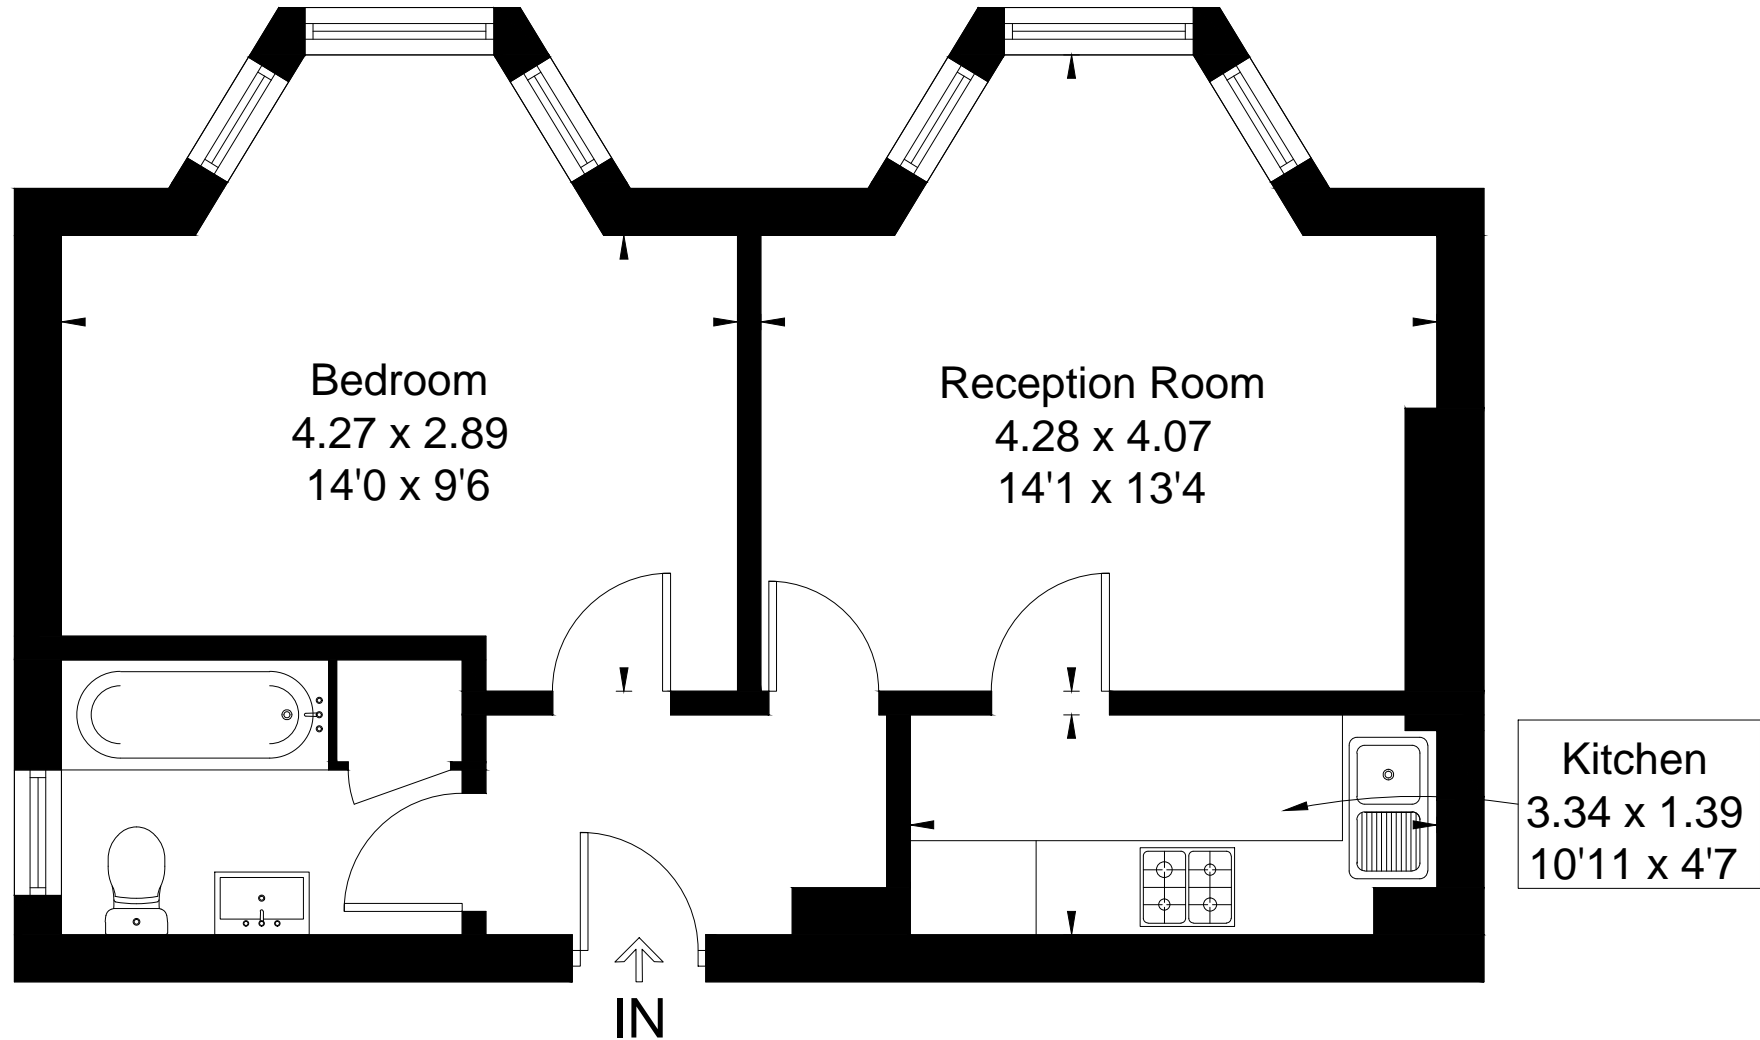 Bedroom
4.27 x 2.89
14'0 x 9'6
Reception Room
4.28 x 4.07
14'1 x 13'4
Kitchen
3.34 x 1.39
10'11 x 4'7
IN